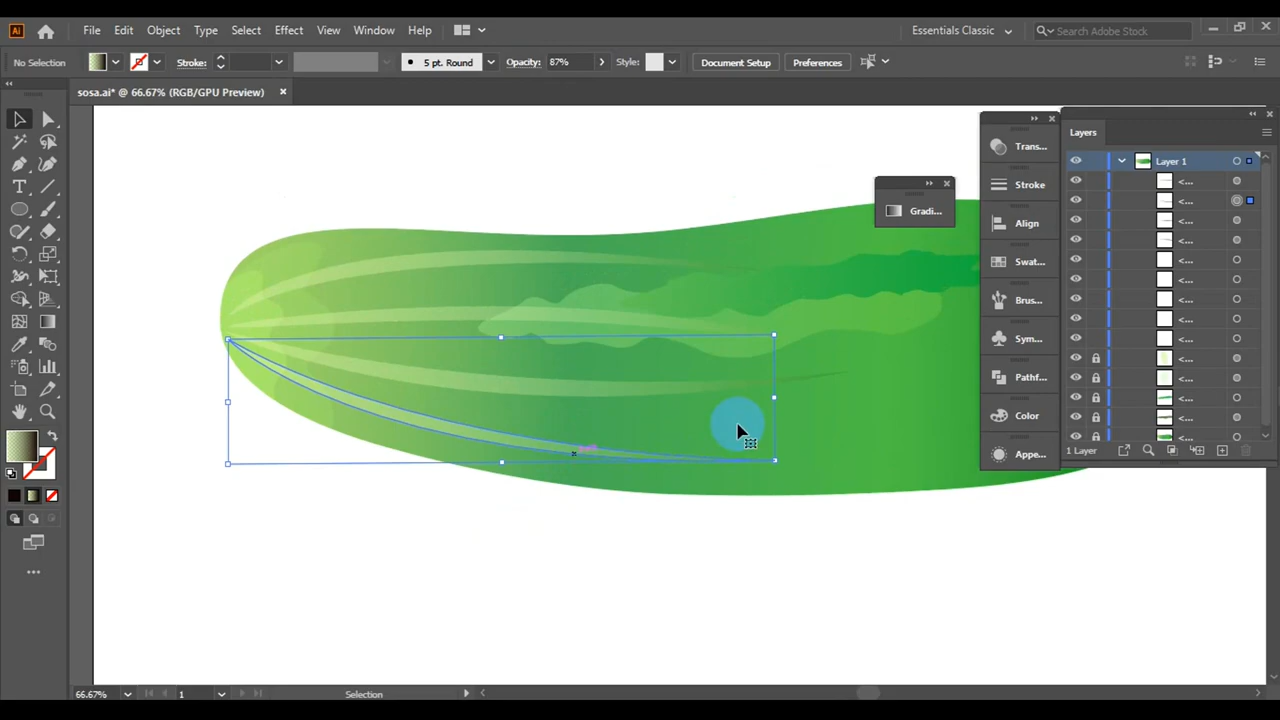 Ai File Edit Object Type Select Effect View Window Help Essentials Classic Search Adobe Stock
No Selection Stroke: 5 pt. Round Opacity: 87% Style: Document Setup Preferences
sosa.ai* @ 66.67% (RGB/GPU Preview)
Layers
Trans...
Layer 1
<...
Stroke
<...
Gradi...
Align
<...
<...
Swat...
<...
<...
Brus...
<...
<...
Sym...
<...
<...
Pathf...
<...
<...
Color
<...
<...
Appe...
1 Layer
66.67% 1 Selection